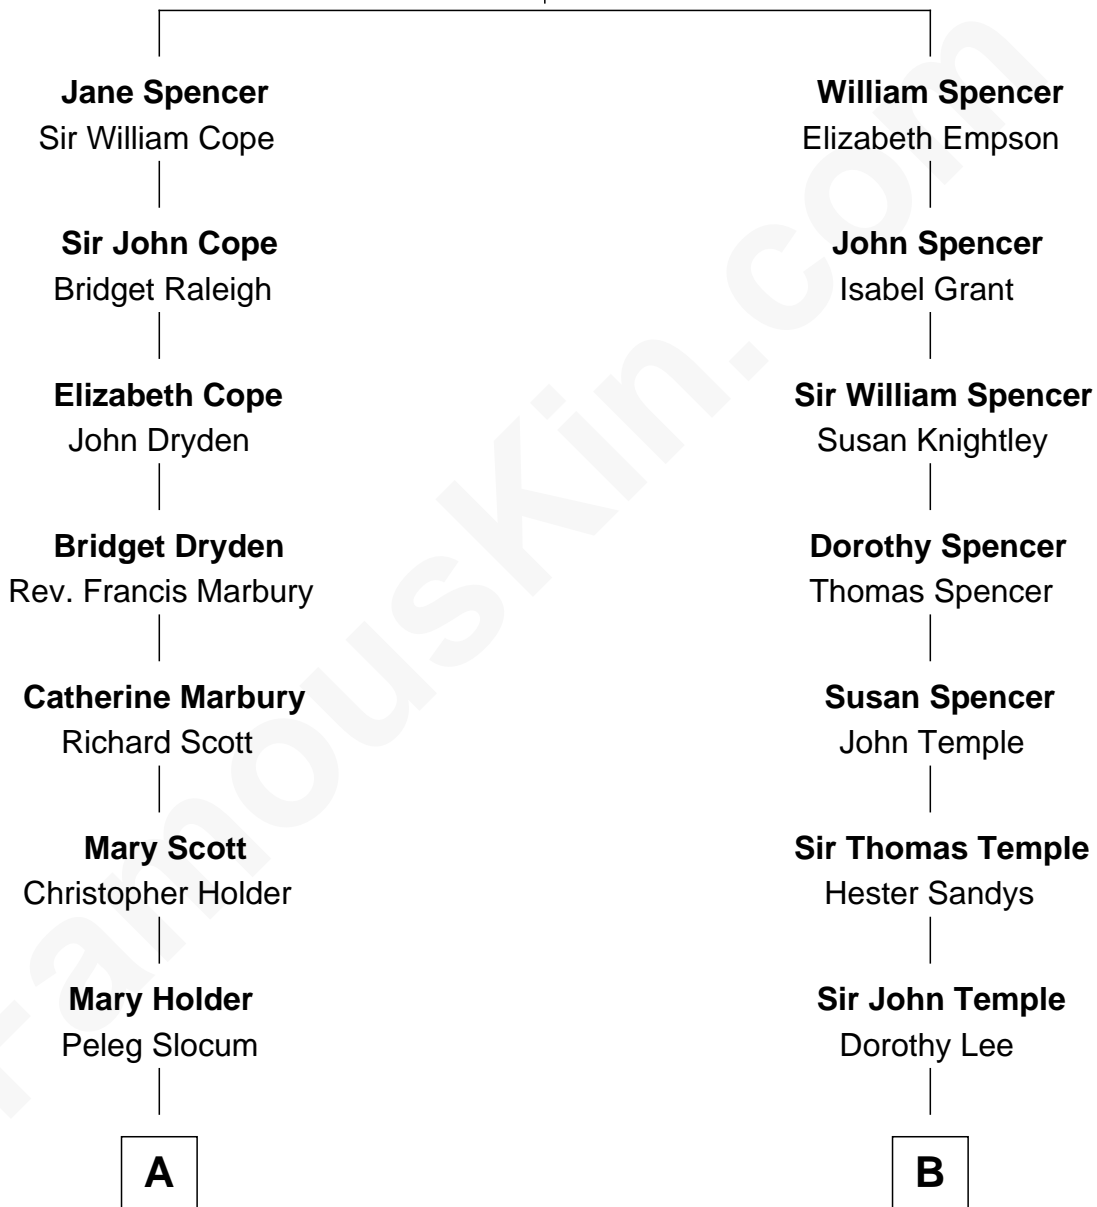 Jane Spencer
Sir William Cope
Sir John Cope
Bridget Raleigh
Elizabeth Cope
John Dryden
Bridget Dryden
Rev. Francis Marbury
Catherine Marbury
Richard Scott
Mary Scott
Christopher Holder
Mary Holder
Peleg Slocum
A
William Spencer
Elizabeth Empson
John Spencer
Isabel Grant
Sir William Spencer
Susan Knightley
Dorothy Spencer
Thomas Spencer
Susan Spencer
John Temple
Sir Thomas Temple
Hester Sandys
Sir John Temple
Dorothy Lee
B
FamousKin.com